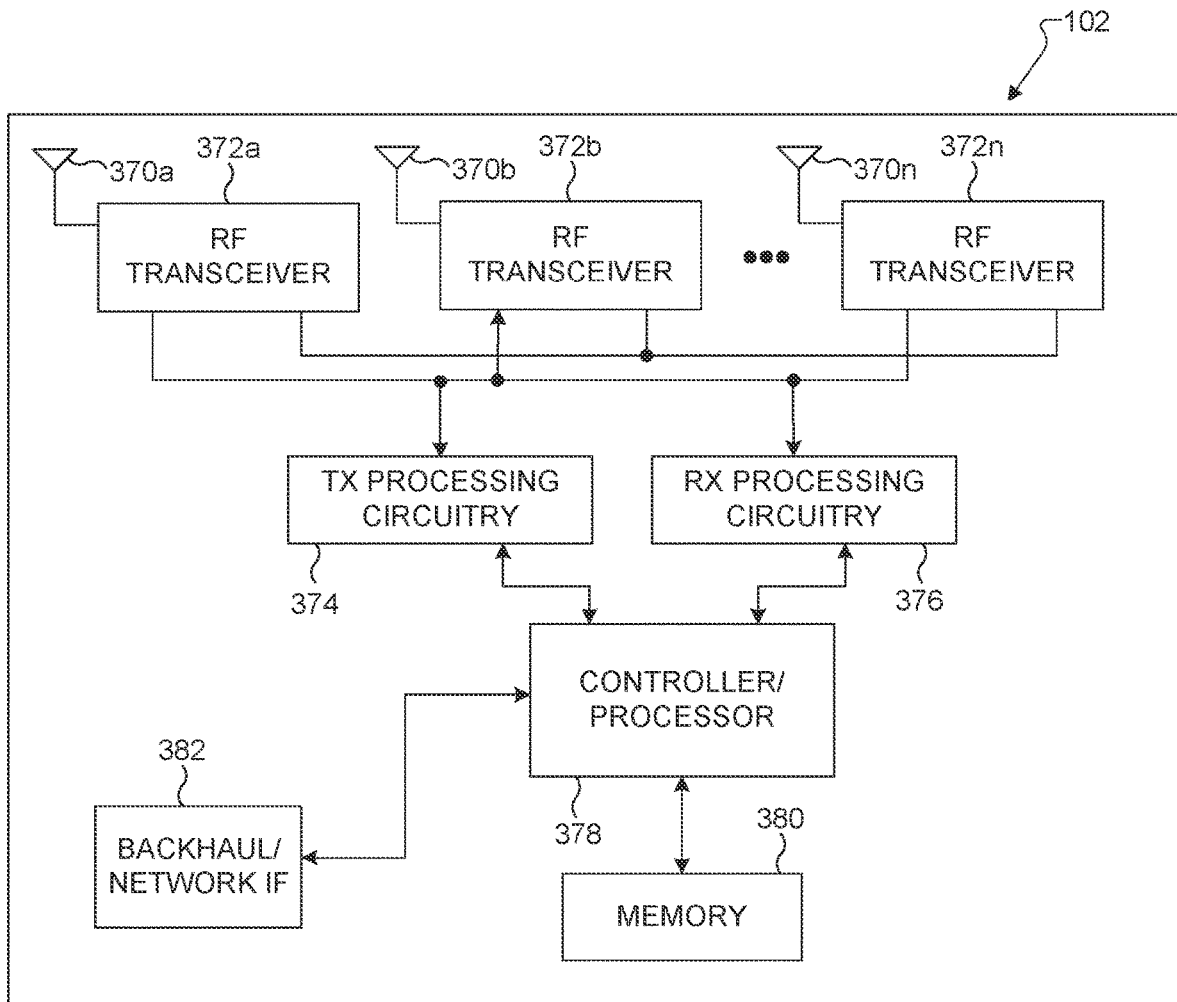 102
372a
372b
372n
370a
370b
370n
RF
TRANSCEIVER
RF
TRANSCEIVER
RF
TRANSCEIVER
TX PROCESSING
CIRCUITRY
RX PROCESSING
CIRCUITRY
374
376
CONTROLLER/
PROCESSOR
382
378
380
BACKHAUL/
NETWORK IF
MEMORY